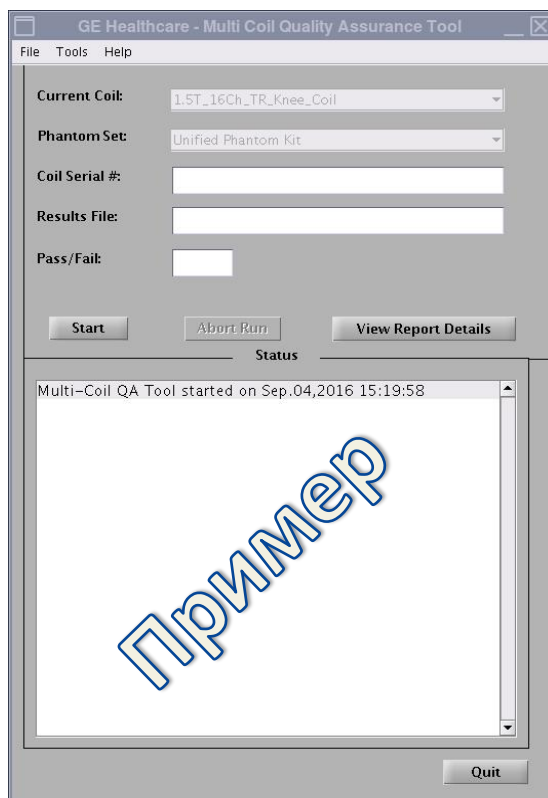 GE Healthcare - Multi Coil Quality Assurance Tool
File Tools Help
Current Coil: 1.5T_16Ch_TR_Knee_Coil
Phantom Set: Unified Phantom Kit
Coil Serial #:
Results File:
Pass/Fail:
Start Abort Run View Report Details
Status
Multi-Coil QA Tool started on Sep.04,2016 15:19:58
Пример
Quit